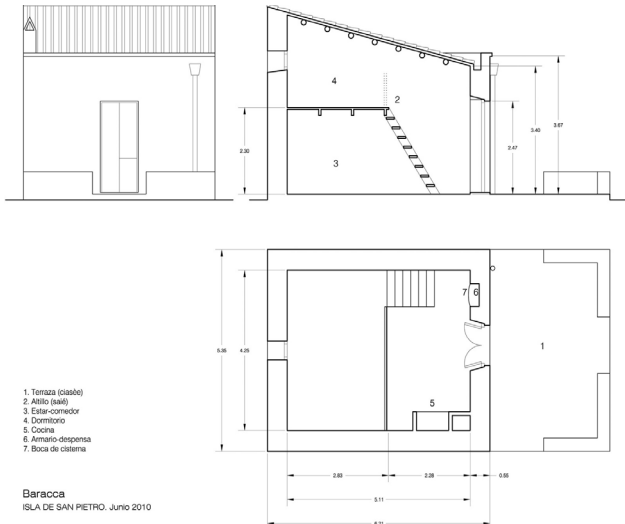 4
2
3
2.30
2.47
3.40
3.67
7
6
1
5
5.35
4.25
1. Terraza (ciasèe)
2. Altillo (saiê)
3. Estar-comedor
4. Dormitorio
5. Cocina
6. Armario-despensa
7. Boca de cisterna
2.83
2.28
0.55
5.11
Baracca
ISLA DE SAN PIETRO. Junio 2010